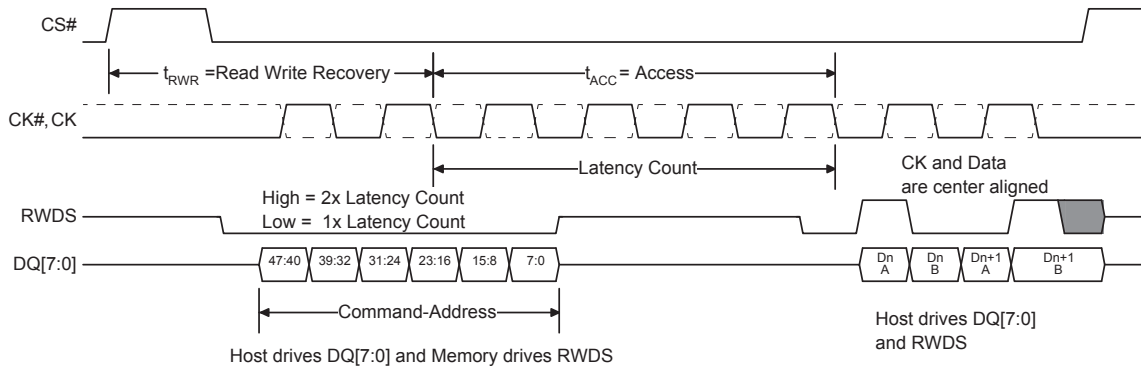 CS#
t_RWR =Read Write Recovery
t_ACC = Access
CK#, CK
Latency Count
CK and Data
are center aligned
High = 2x Latency Count
Low = 1x Latency Count
RWDS
DQ[7:0]
47:40 39:32 31:24 23:16 15:8 7:0
Dn A
Dn B
Dn+1 A
Dn+1 B
Command-Address
Host drives DQ[7:0]
and RWDS
Host drives DQ[7:0] and Memory drives RWDS